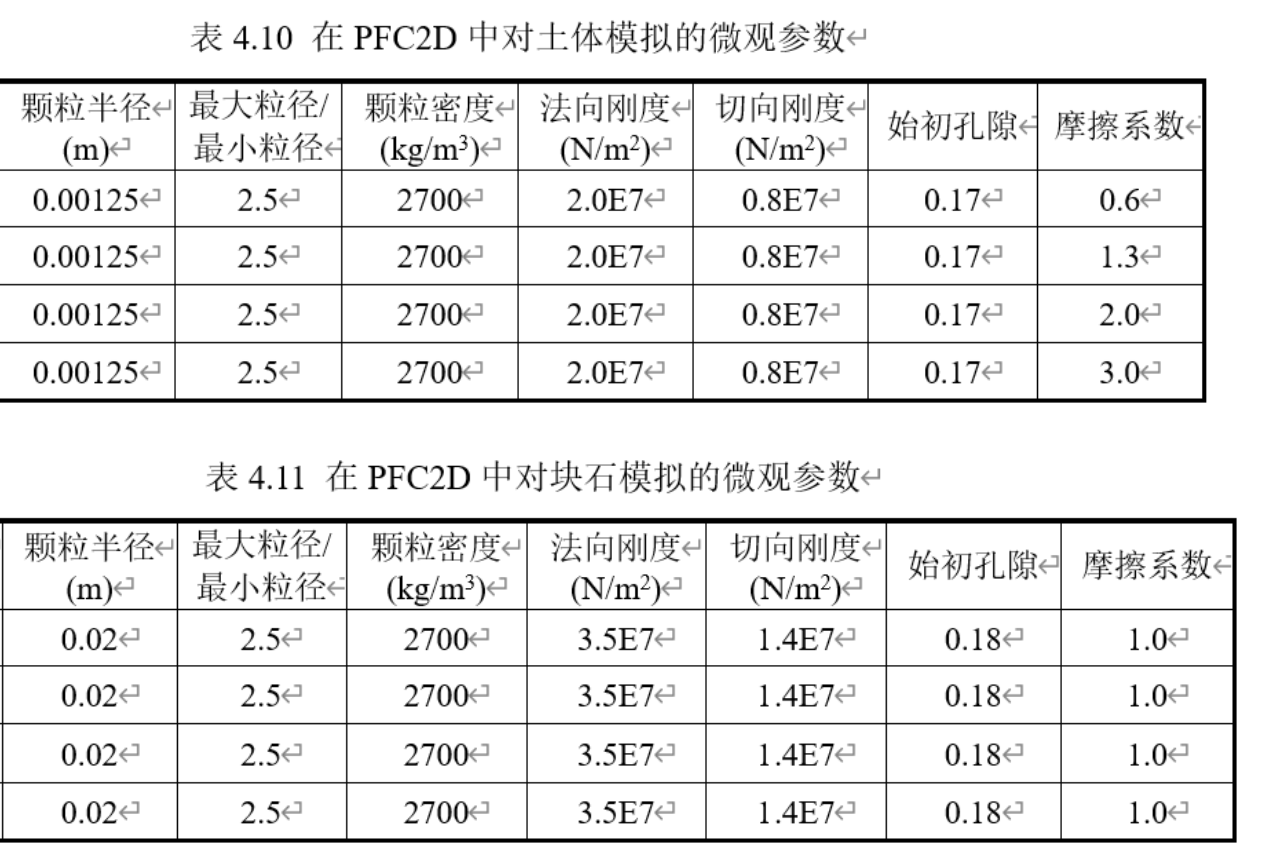 表 4.10 在 PFC2D 中对土体模拟的微观参数↵
颗粒半径↵ 最大粒径/ 颗粒密度↵ 法向刚度↵ 切向刚度↵ 始初孔隙↵ 摩擦系数↵
(m)↵ 最小粒径↵ (kg/m³)↵ (N/m²)↵ (N/m²)↵
0.00125↵ 2.5↵ 2700↵ 2.0E7↵ 0.8E7↵ 0.17↵ 0.6↵
0.00125↵ 2.5↵ 2700↵ 2.0E7↵ 0.8E7↵ 0.17↵ 1.3↵
0.00125↵ 2.5↵ 2700↵ 2.0E7↵ 0.8E7↵ 0.17↵ 2.0↵
0.00125↵ 2.5↵ 2700↵ 2.0E7↵ 0.8E7↵ 0.17↵ 3.0↵
表 4.11 在 PFC2D 中对块石模拟的微观参数↵
颗粒半径↵ 最大粒径/ 颗粒密度↵ 法向刚度↵ 切向刚度↵ 始初孔隙↵ 摩擦系数↵
(m)↵ 最小粒径↵ (kg/m³)↵ (N/m²)↵ (N/m²)↵
0.02↵ 2.5↵ 2700↵ 3.5E7↵ 1.4E7↵ 0.18↵ 1.0↵
0.02↵ 2.5↵ 2700↵ 3.5E7↵ 1.4E7↵ 0.18↵ 1.0↵
0.02↵ 2.5↵ 2700↵ 3.5E7↵ 1.4E7↵ 0.18↵ 1.0↵
0.02↵ 2.5↵ 2700↵ 3.5E7↵ 1.4E7↵ 0.18↵ 1.0↵